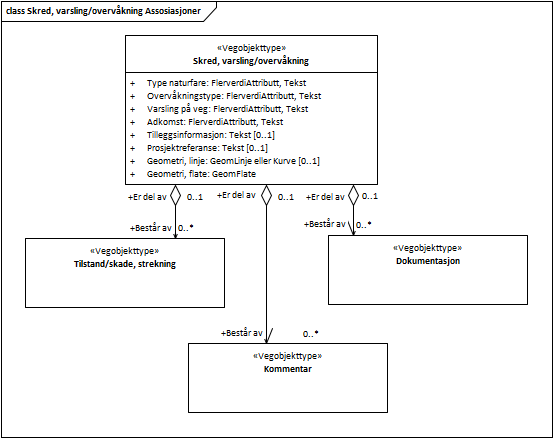 class Skred, varsling/overvåkning Assosiasjoner
«Vegobjekttype»
Skred, varsling/overvåkning
+ Type naturfare: FlerverdiAttributt, Tekst
+ Overvåkningstype: FlerverdiAttributt, Tekst
+ Varsling på veg: FlerverdiAttributt, Tekst
+ Adkomst: FlerverdiAttributt, Tekst
+ Tilleggsinformasjon: Tekst [0..1]
+ Prosjektreferanse: Tekst [0..1]
+ Geometri, linje: GeomLinje eller Kurve [0..1]
+ Geometri, flate: GeomFlate
+Er del av 0..1 +Er del av 0..1 +Er del av 0..1
+Består av 0..* +Består av 0..*
«Vegobjekttype»
Tilstand/skade, strekning
«Vegobjekttype»
Dokumentasjon
+Består av 0..*
«Vegobjekttype»
Kommentar